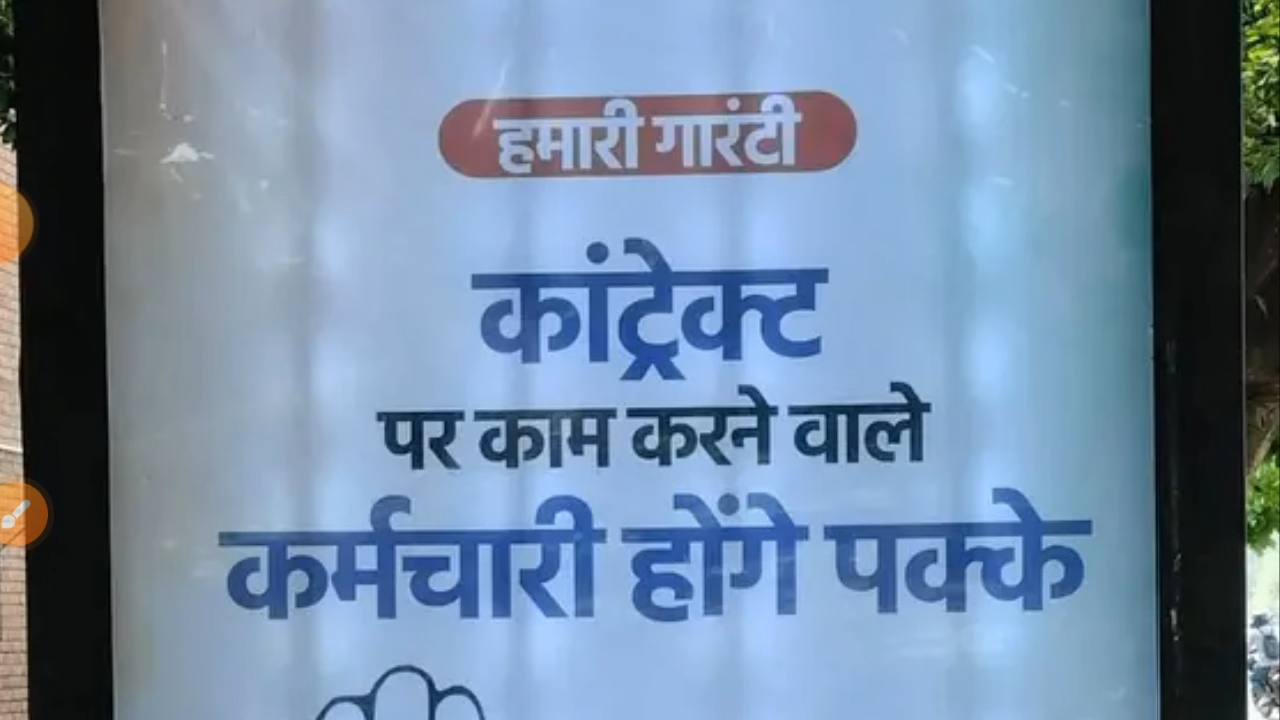 हमारी गारंटी
कांट्रेक्ट
पर काम करने वाले
कर्मचारी होंगे पक्के